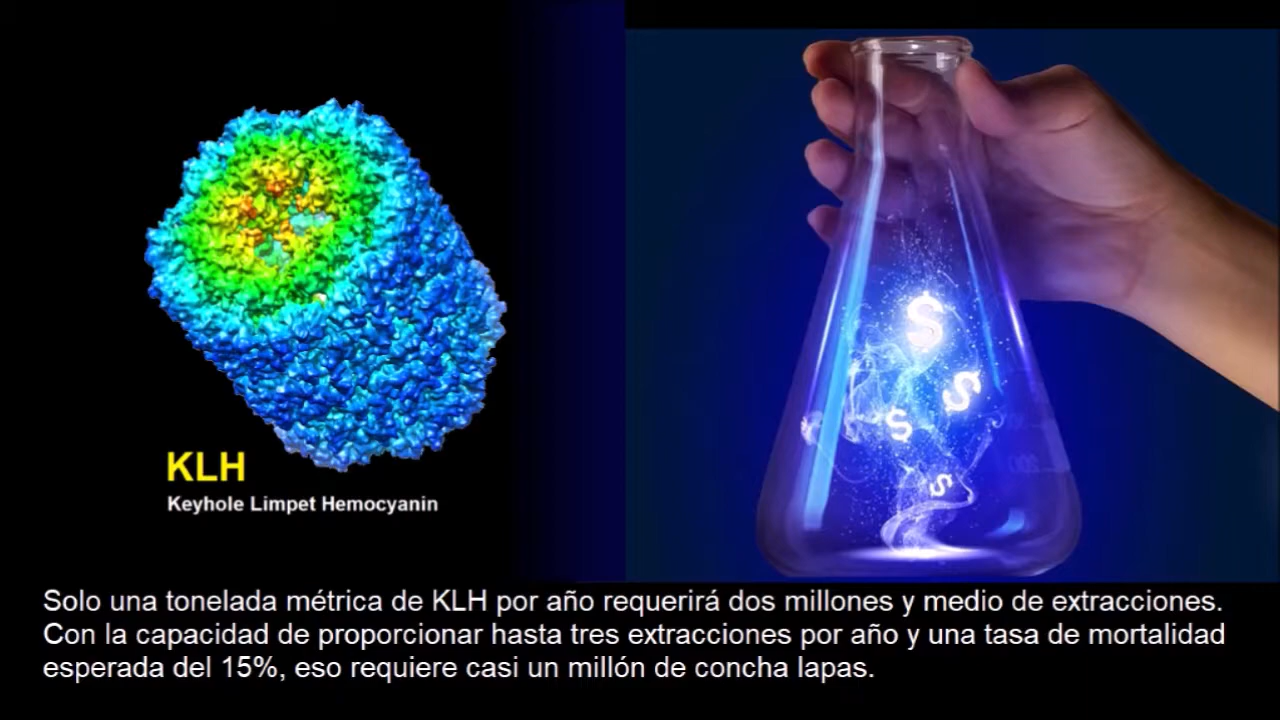 KLH
Keyhole Limpet Hemocyanin
$
$
$
$
Solo una tonelada métrica de KLH por año requerirá dos millones y medio de extracciones.
Con la capacidad de proporcionar hasta tres extracciones por año y una tasa de mortalidad
esperada del 15%, eso requiere casi un millón de concha lapas.